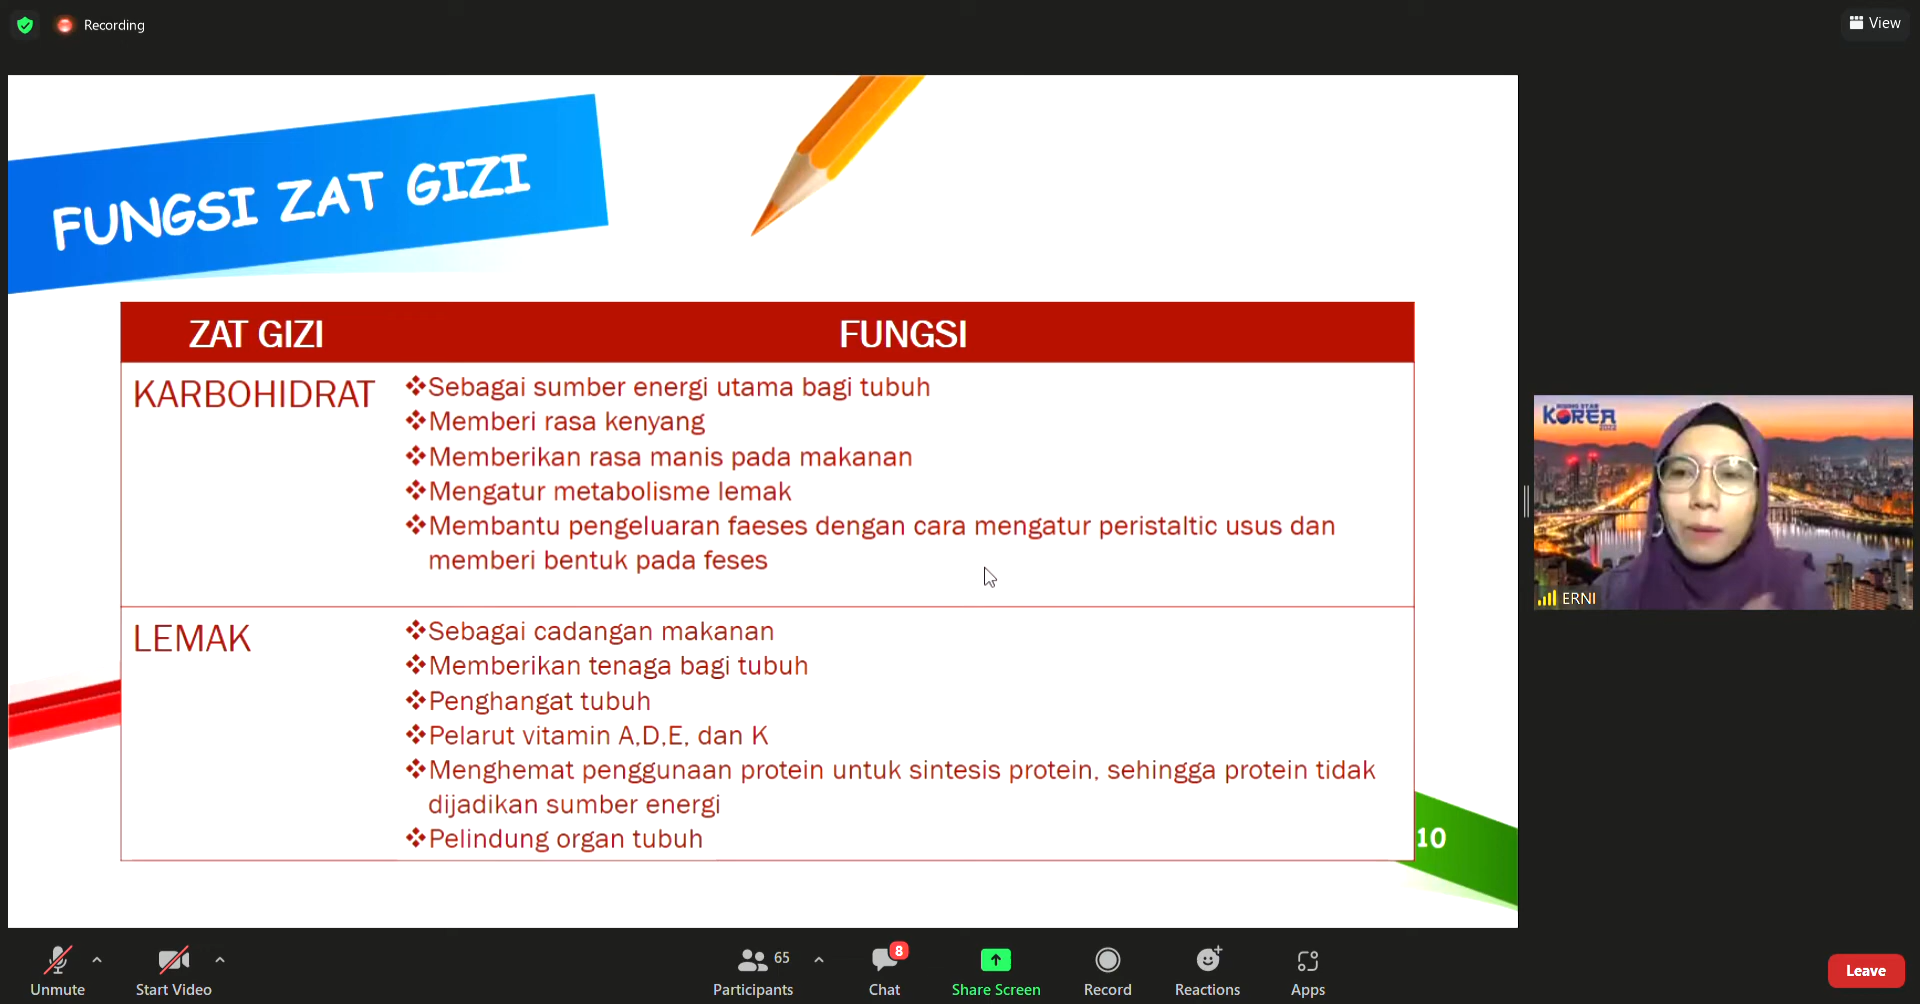 Recording
View
FUNGSI ZAT GIZI
ZAT GIZI
FUNGSI
KARBOHIDRAT
❖Sebagai sumber energi utama bagi tubuh
❖Memberi rasa kenyang
❖Memberikan rasa manis pada makanan
❖Mengatur metabolisme lemak
❖Membantu pengeluaran faeses dengan cara mengatur peristaltic usus dan
memberi bentuk pada feses
LEMAK
❖Sebagai cadangan makanan
❖Memberikan tenaga bagi tubuh
❖Penghangat tubuh
❖Pelarut vitamin A,D,E, dan K
❖Menghemat penggunaan protein untuk sintesis protein, sehingga protein tidak
dijadikan sumber energi
❖Pelindung organ tubuh
10
KOREA
ERNI
Unmute
Start Video
65
Participants
8
Chat
Share Screen
Record
Reactions
Apps
Leave